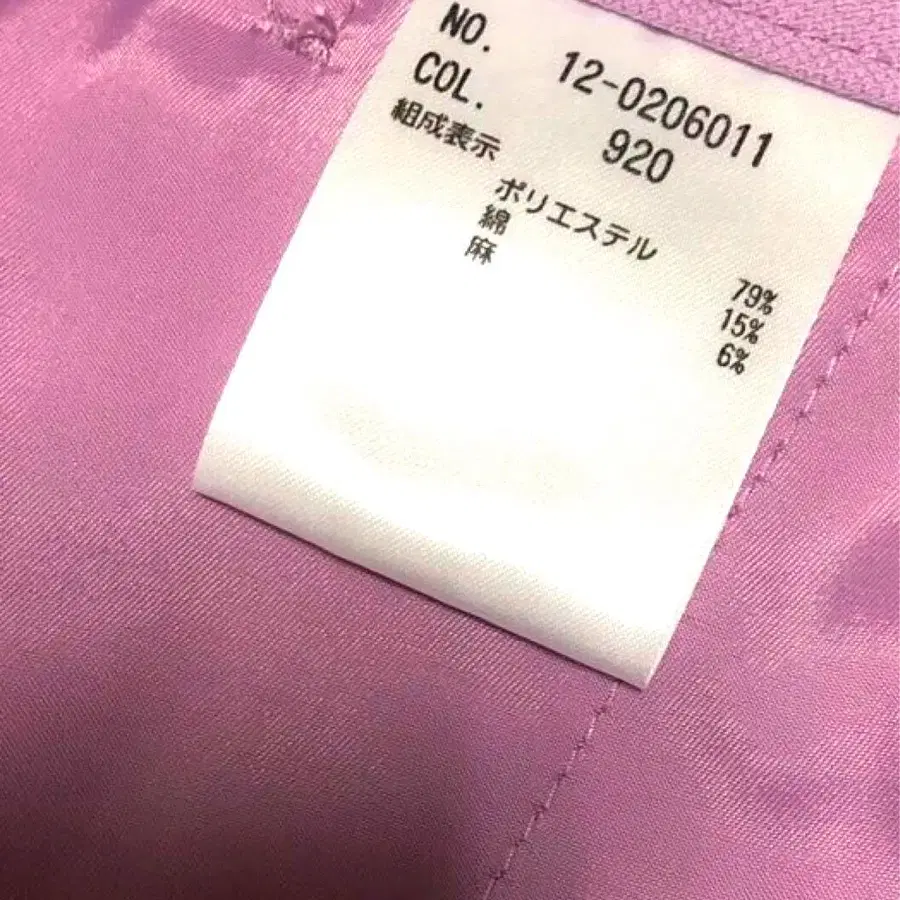 NO. 12-0206011
COL. 920
組成表示
ポリエステル 79%
綿 15%
麻 6%